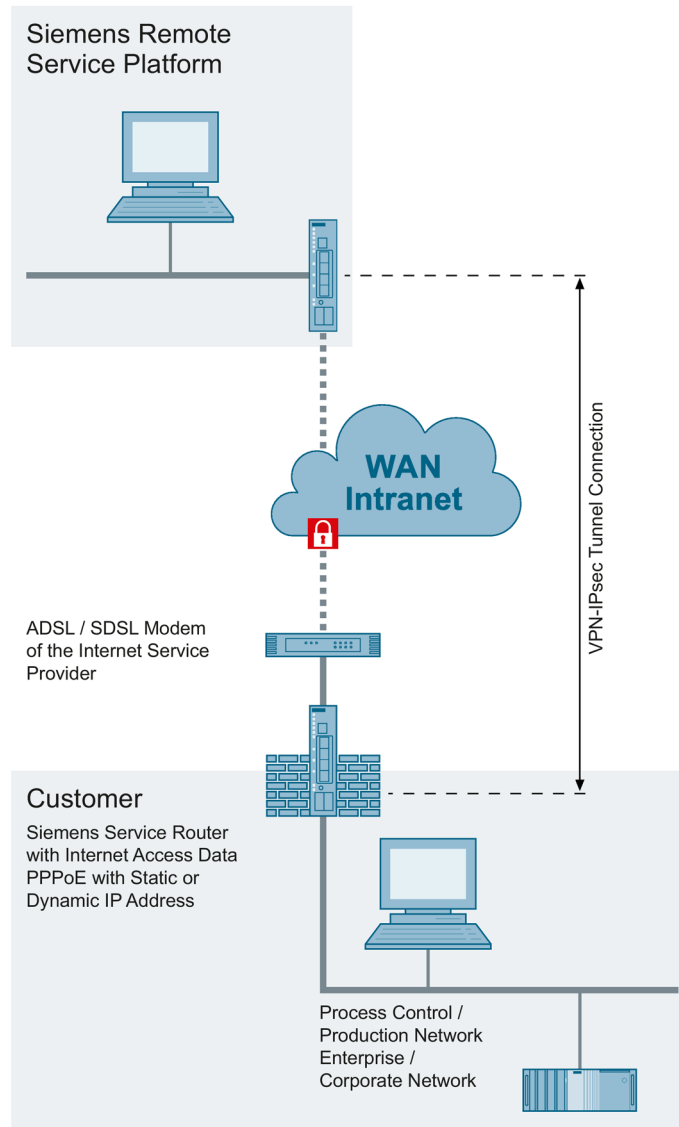 Siemens Remote
Service Platform
WAN
Intranet
VPN-IPsec Tunnel Connection
ADSL / SDSL Modem
of the Internet Service
Provider
Customer
Siemens Service Router
with Internet Access Data
PPPoE with Static or
Dynamic IP Address
Process Control /
Production Network
Enterprise /
Corporate Network